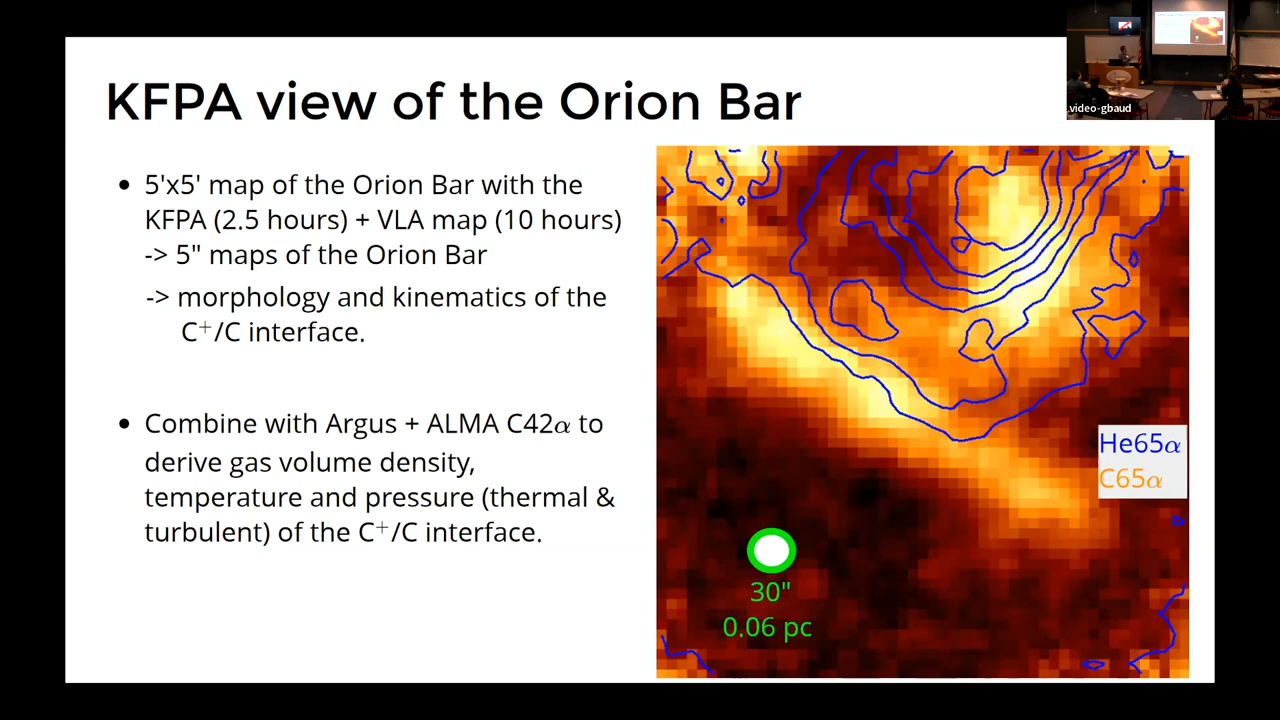 KFPA view of the Orion Bar
video-gbaud
• 5'x5' map of the Orion Bar with the
KFPA (2.5 hours) + VLA map (10 hours)
-> 5" maps of the Orion Bar
-> morphology and kinematics of the
C⁺/C interface.
• Combine with Argus + ALMA C42α to
derive gas volume density,
temperature and pressure (thermal &
turbulent) of the C⁺/C interface.
He65α
C65α
30"
0.06 pc